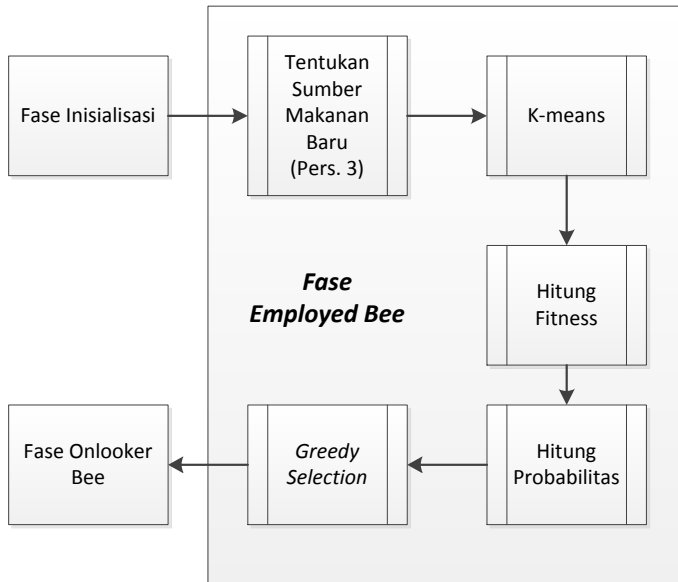 Fase Inisialisasi
Tentukan
Sumber
Makanan
Baru
(Pers. 3)
K-means
Hitung
Fitness
Fase
Employed Bee
Hitung
Probabilitas
Greedy
Selection
Fase Onlooker
Bee